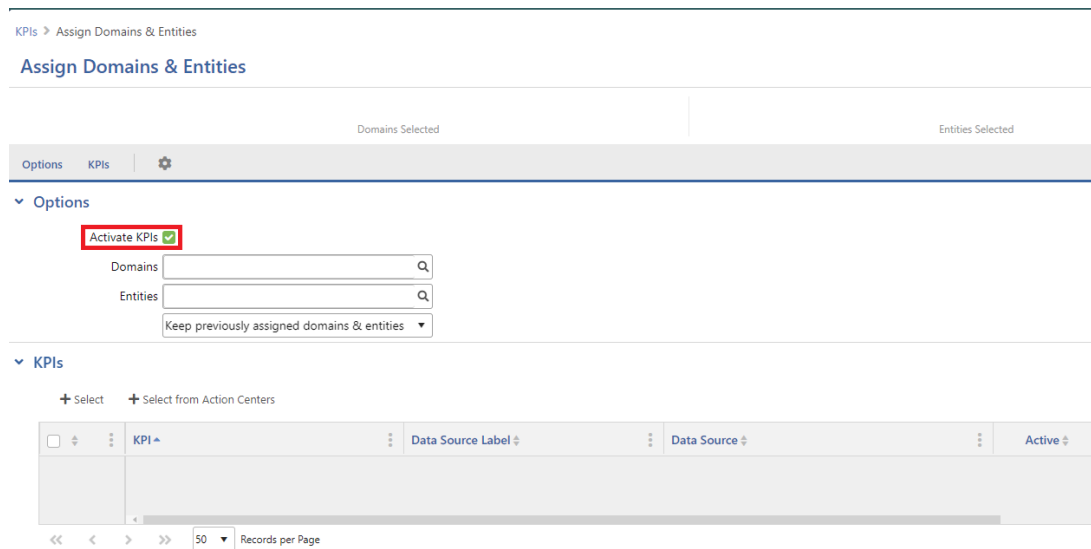 KPIs > Assign Domains & Entities
Assign Domains & Entities
Domains Selected Entities Selected
Options KPIs
Options
Activate KPIs
Domains
Entities
Keep previously assigned domains & entities
KPIs
+ Select + Select from Action Centers
KPI Data Source Label Data Source Active
50 Records per Page